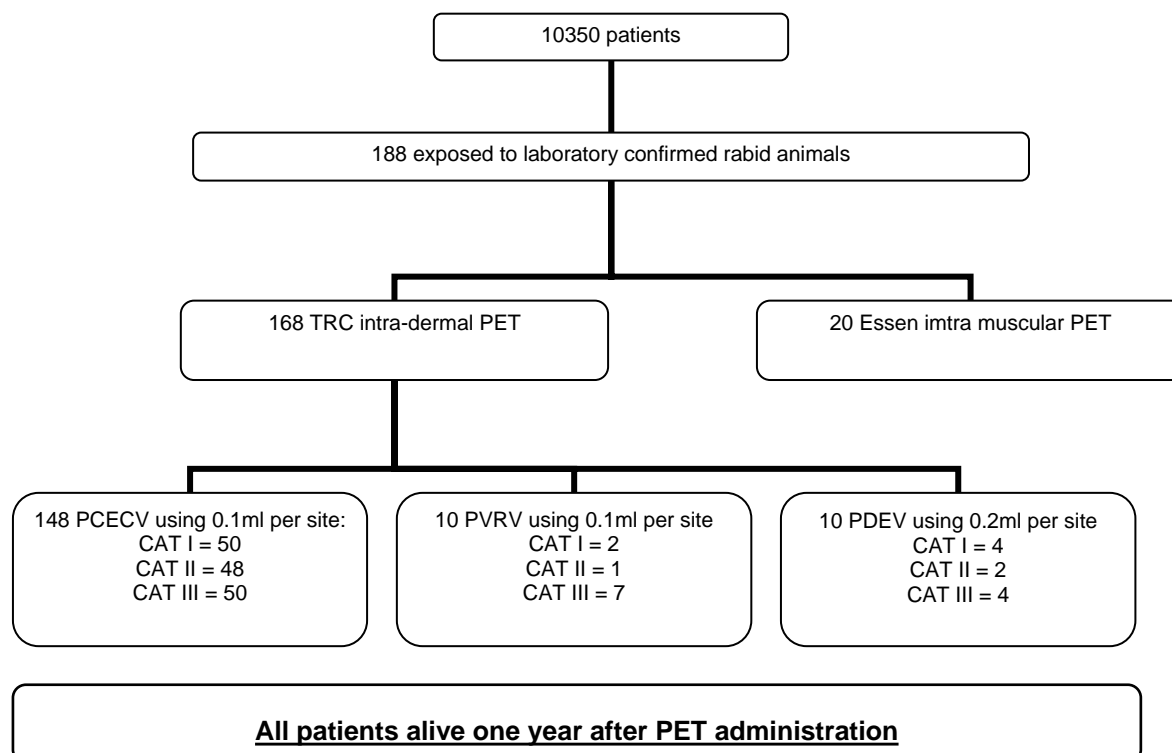 10350 patients
188 exposed to laboratory confirmed rabid animals
168 TRC intra-dermal PET
20 Essen imtra muscular PET
148 PCECV using 0.1ml per site:
CAT I = 50
CAT II = 48
CAT III = 50
10 PVRV using 0.1ml per site
CAT I = 2
CAT II = 1
CAT III = 7
10 PDEV using 0.2ml per site
CAT I = 4
CAT II = 2
CAT III = 4
All patients alive one year after PET administration